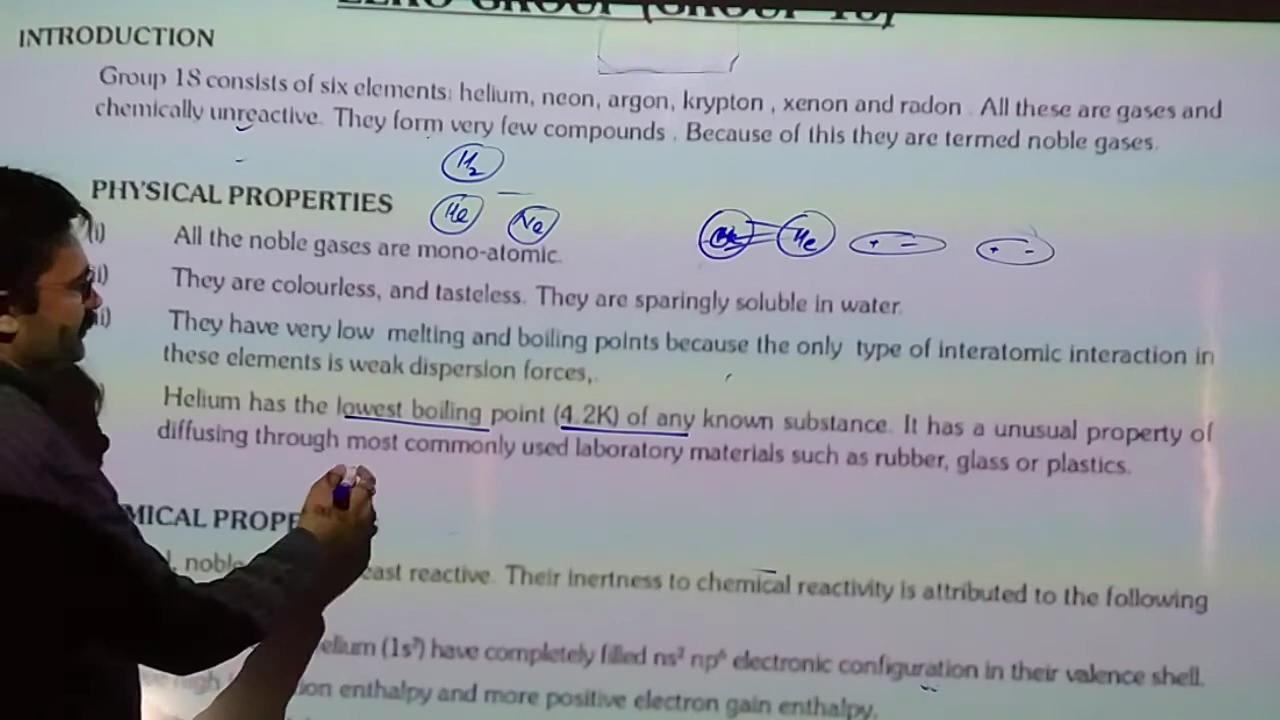 ZERO GROUP (GROUP 18)
INTRODUCTION
Group 18 consists of six elements: helium, neon, argon, krypton , xenon and radon . All these are gases and
chemically unreactive. They form very few compounds . Because of this they are termed noble gases.
H2
PHYSICAL PROPERTIES
He Ne
He
+ - + -
i) All the noble gases are mono-atomic.
i) They are colourless, and tasteless. They are sparingly soluble in water.
i) They have very low melting and boiling points because the only type of interatomic interaction in
these elements is weak dispersion forces,.
) Helium has the lowest boiling point (4.2K) of any known substance. It has a unusual property of
diffusing through most commonly used laboratory materials such as rubber, glass or plastics.
MICAL PROPE
, noble east reactive. Their inertness to chemical reactivity is attributed to the following
elium (1s²) have completely filled ns² np⁶ electronic configuration in their valence shell.
high ion enthalpy and more positive electron gain enthalpy.